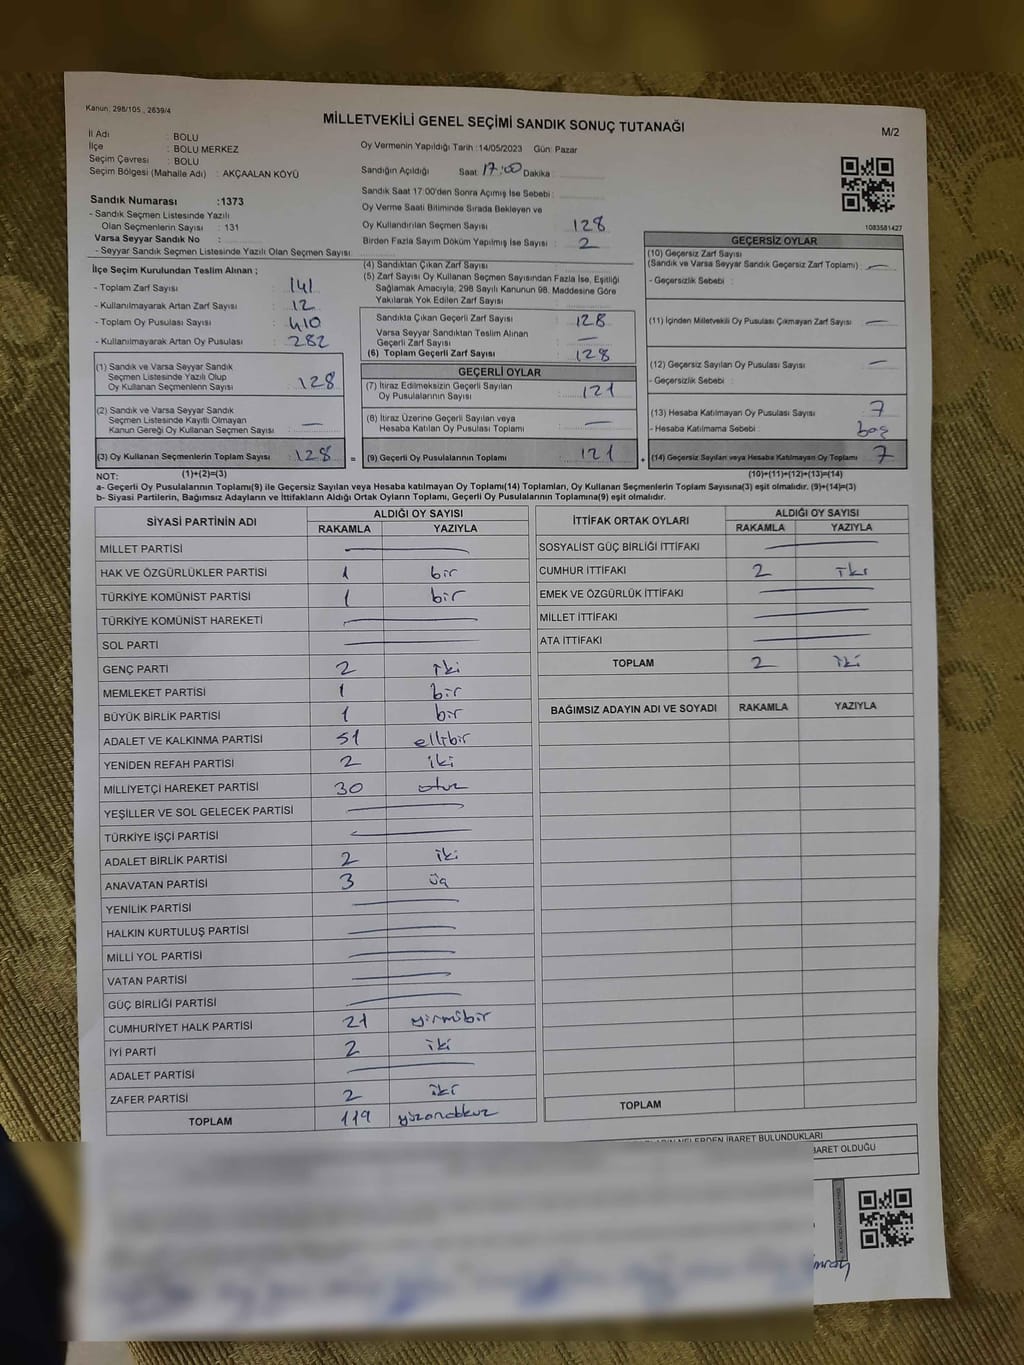 Kanun: 298/105 , 2839/4
MİLLETVEKİLİ GENEL SEÇİMİ SANDIK SONUÇ TUTANAĞI
M/2
İl Adı : BOLU
İlçe : BOLU MERKEZ
Seçim Çevresi : BOLU
Seçim Bölgesi (Mahalle Adı) : AKÇAALAN KÖYÜ
Sandık Numarası :1373
- Sandık Seçmen Listesinde Yazılı
Olan Seçmenlerin Sayısı : 131
Varsa Seyyar Sandık No :
- Seyyar Sandık Seçmen Listesinde Yazılı Olan Seçmen Sayısı
Oy Vermenin Yapıldığı Tarih :14/05/2023 Gün: Pazar
Sandığın Açıldığı Saat 17:00 Dakika :
Sandık Saat 17:00'den Sonra Açımış İse Sebebi :
Oy Verme Saati Bitiminde Sırada Bekleyen ve
Oy Kullandırılan Seçmen Sayısı : 128
Birden Fazla Sayım Döküm Yapılmış İse Sayısı : 2
1083581427
İlçe Seçim Kurulundan Teslim Alınan ;
- Toplam Zarf Sayısı : 141
- Kullanılmayarak Artan Zarf Sayısı : 12
- Toplam Oy Pusulası Sayısı : 410
- Kullanılmayarak Artan Oy Pusulası : 282
(1) Sandık ve Varsa Seyyar Sandık
Seçmen Listesinde Yazılı Olup
Oy Kullanan Seçmenlerin Sayısı : 128
(2) Sandık ve Varsa Seyyar Sandık
Seçmen Listesinde Kayıtlı Olmayan
Kanun Gereği Oy Kullanan Seçmen Sayısı : —
(3) Oy Kullanan Seçmenlerin Toplam Sayısı : 128 =
(1)+(2)=(3)
(4) Sandıktan Çıkan Zarf Sayısı :
(5) Zarf Sayısı Oy Kullanan Seçmen Sayısından Fazla İse, Eşitliği
Sağlamak Amacıyla, 298 Sayılı Kanunun 98. Maddesine Göre
Yakılarak Yok Edilen Zarf Sayısı :
Sandıkta Çıkan Geçerli Zarf Sayısı : 128
Varsa Seyyar Sandıktan Teslim Alınan
Geçerli Zarf Sayısı : —
(6) Toplam Geçerli Zarf Sayısı : 128
GEÇERLİ OYLAR
(7) İtiraz Edilmeksizin Geçerli Sayılan
Oy Pusulalarının Sayısı : 121
(8) İtiraz Üzerine Geçerli Sayılan veya
Hesaba Katılan Oy Pusulası Toplamı : —
(9) Geçerli Oy Pusulalarının Toplamı : 121 +
GEÇERSİZ OYLAR
(10) Geçersiz Zarf Sayısı
(Sandık ve Varsa Seyyar Sandık Geçersiz Zarf Toplamı) : —
- Geçersizlik Sebebi :
(11) İçinden Milletvekili Oy Pusulası Çıkmayan Zarf Sayısı : —
(12) Geçersiz Sayılan Oy Pusulası Sayısı : —
- Geçersizlik Sebebi :
(13) Hesaba Katılmayan Oy Pusulası Sayısı : 7
- Hesaba Katılmama Sebebi : boş
(14) Geçersiz Sayılan veya Hesaba Katılmayan Oy Toplamı : 7
(10)+(11)+(12)+(13)=(14)
NOT:
a- Geçerli Oy Pusulalarının Toplamı(9) ile Geçersiz Sayılan veya Hesaba katılmayan Oy Toplamı(14) Toplamları, Oy Kullanan Seçmenlerin Toplam Sayısına(3) eşit olmalıdır. (9)+(14)=(3)
b- Siyasi Partilerin, Bağımsız Adayların ve İttifakların Aldığı Ortak Oyların Toplamı, Geçerli Oy Pusulalarının Toplamına(9) eşit olmalıdır.
SİYASİ PARTİNİN ADI ALDIĞI OY SAYISI
RAKAMLA YAZIYLA
MİLLET PARTİSİ —
HAK VE ÖZGÜRLÜKLER PARTİSİ 1 bir
TÜRKİYE KOMÜNİST PARTİSİ 1 bir
TÜRKİYE KOMÜNİST HAREKETİ —
SOL PARTİ —
GENÇ PARTİ 2 iki
MEMLEKET PARTİSİ 1 bir
BÜYÜK BİRLİK PARTİSİ 1 bir
ADALET VE KALKINMA PARTİSİ 51 ellibir
YENİDEN REFAH PARTİSİ 2 iki
MİLLİYETÇİ HAREKET PARTİSİ 30 otuz
YEŞİLLER VE SOL GELECEK PARTİSİ —
TÜRKİYE İŞÇİ PARTİSİ —
ADALET BİRLİK PARTİSİ 2 iki
ANAVATAN PARTİSİ 3 üç
YENİLİK PARTİSİ —
HALKIN KURTULUŞ PARTİSİ —
MİLLİ YOL PARTİSİ —
VATAN PARTİSİ —
GÜÇ BİRLİĞİ PARTİSİ —
CUMHURİYET HALK PARTİSİ 21 yirmibir
İYİ PARTİ 2 iki
ADALET PARTİSİ —
ZAFER PARTİSİ 2 iki
TOPLAM 119 yüzondokuz
İTTİFAK ORTAK OYLARI ALDIĞI OY SAYISI
RAKAMLA YAZIYLA
SOSYALİST GÜÇ BİRLİĞİ İTTİFAKI —
CUMHUR İTTİFAKI 2 iki
EMEK VE ÖZGÜRLÜK İTTİFAKI —
MİLLET İTTİFAKI —
ATA İTTİFAKI —
TOPLAM 2 iki
BAĞIMSIZ ADAYIN ADI VE SOYADI RAKAMLA YAZIYLA
TOPLAM
NELERDEN İBARET BULUNDUKLARI
BARET OLDUĞU